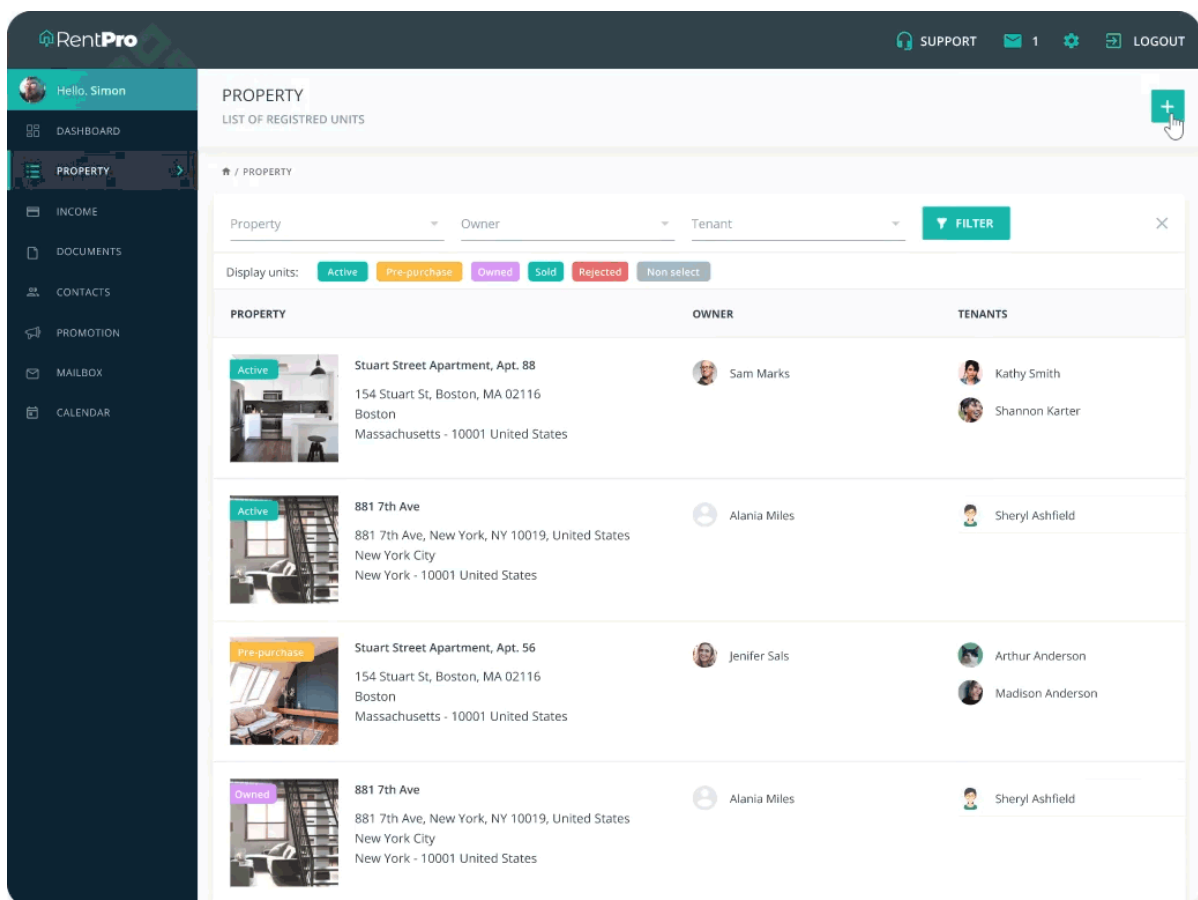 RentPro
SUPPORT
1
LOGOUT
Hello, Simon
DASHBOARD
PROPERTY
INCOME
DOCUMENTS
CONTACTS
PROMOTION
MAILBOX
CALENDAR
PROPERTY
LIST OF REGISTRED UNITS
/ PROPERTY
Property
Owner
Tenant
FILTER
Display units:
Active
Pre-purchase
Owned
Sold
Rejected
Non select
PROPERTY
OWNER
TENANTS
Active
Stuart Street Apartment, Apt. 88
154 Stuart St, Boston, MA 02116
Boston
Massachusetts - 10001 United States
Sam Marks
Kathy Smith
Shannon Karter
Active
881 7th Ave
881 7th Ave, New York, NY 10019, United States
New York City
New York - 10001 United States
Alania Miles
Sheryl Ashfield
Pre-purchase
Stuart Street Apartment, Apt. 56
154 Stuart St, Boston, MA 02116
Boston
Massachusetts - 10001 United States
Jenifer Sals
Arthur Anderson
Madison Anderson
Owned
881 7th Ave
881 7th Ave, New York, NY 10019, United States
New York City
New York - 10001 United States
Alania Miles
Sheryl Ashfield